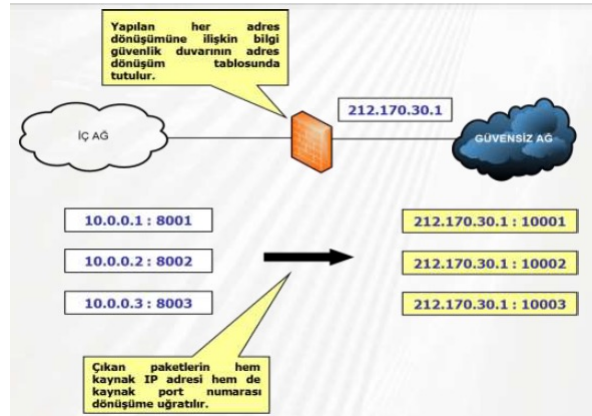 Yapılan her adres
dönüşümüne ilişkin bilgi
güvenlik duvarının adres
dönüşüm tablosunda
tutulur.
212.170.30.1
İÇ AĞ
GÜVENSİZ AĞ
10.0.0.1 : 8001
212.170.30.1 : 10001
10.0.0.2 : 8002
212.170.30.1 : 10002
10.0.0.3 : 8003
212.170.30.1 : 10003
Çıkan paketlerin hem
kaynak IP adresi hem de
kaynak port numarası
dönüşüme uğratılır.